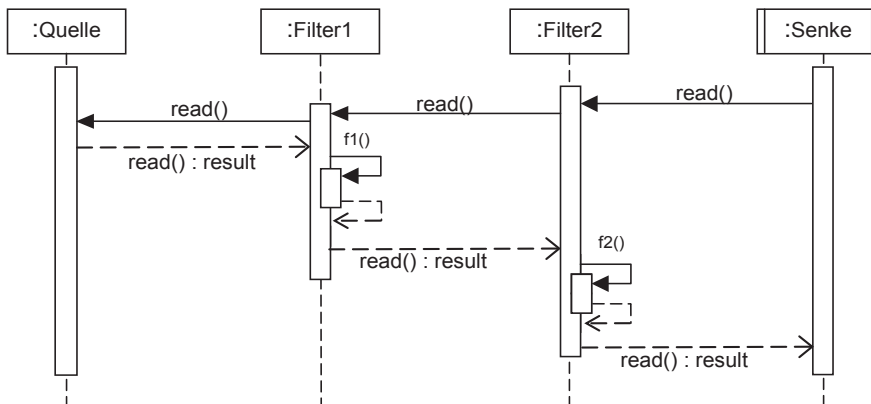 :Quelle
:Filter1
:Filter2
:Senke
read()
read()
read()
read() : result
f1()
read() : result
f2()
read() : result